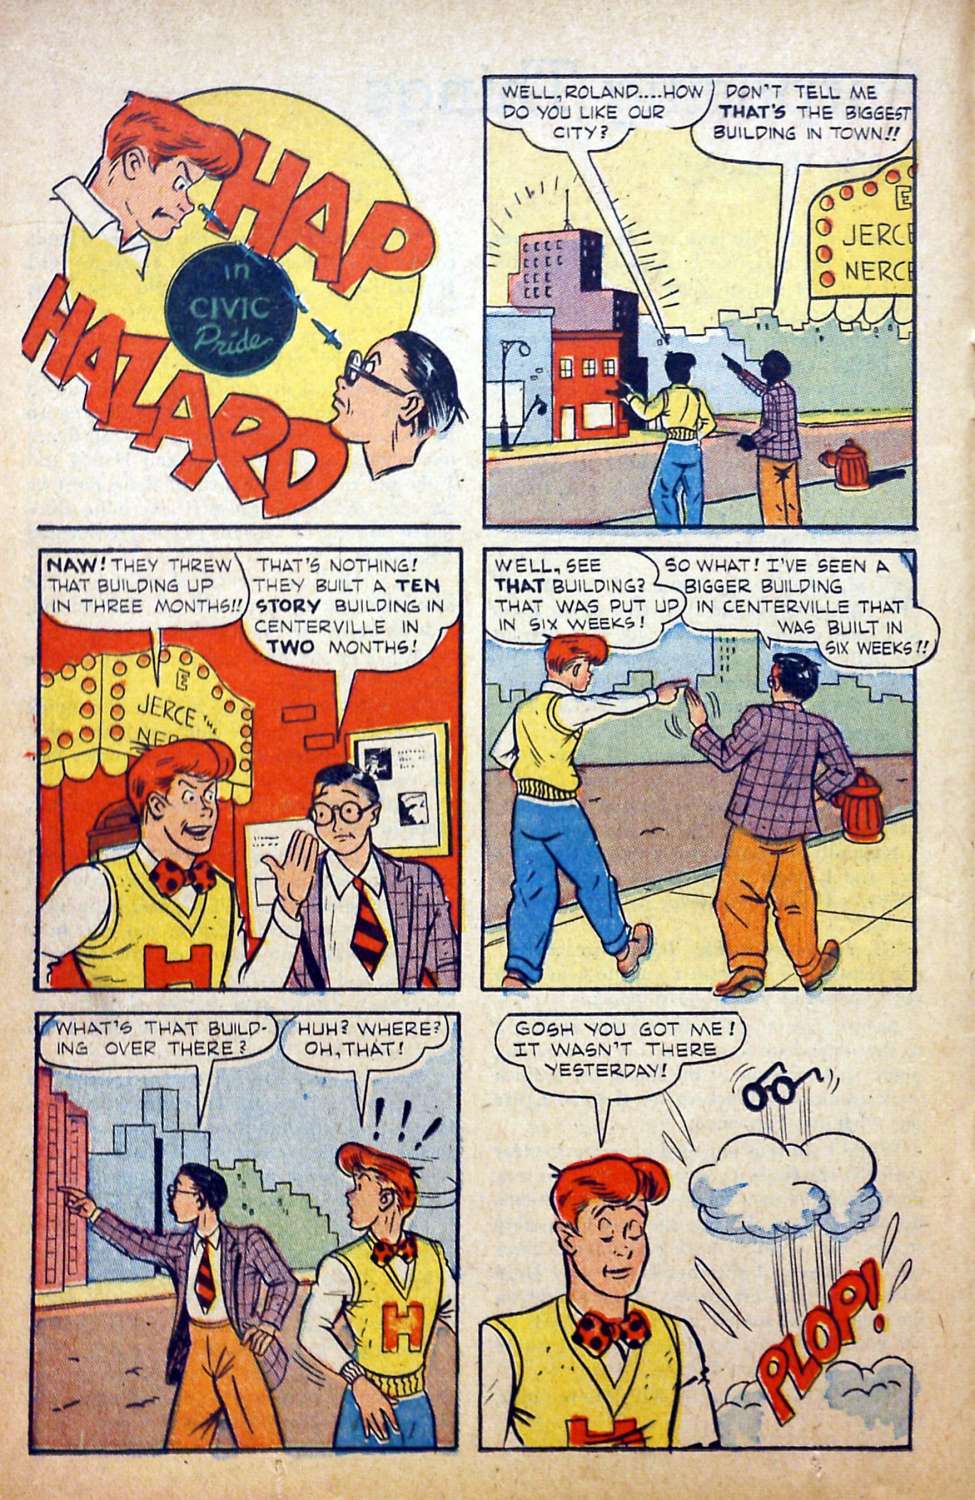 HAP
HAZARD
in
CIVIC
Pride
WELL, ROLAND....HOW
DO YOU LIKE OUR
CITY?
DON'T TELL ME
THAT'S THE BIGGEST
BUILDING IN TOWN!!
E
JERCE
NERCE
NAW! THEY THREW
THAT BUILDING UP
IN THREE MONTHS!!
THAT'S NOTHING!
THEY BUILT A TEN
STORY BUILDING IN
CENTERVILLE IN
TWO MONTHS!
E
JERCE THE
NER
H
WELL, SEE
THAT BUILDING?
THAT WAS PUT UP
IN SIX WEEKS!
SO WHAT! I'VE SEEN A
BIGGER BUILDING
IN CENTERVILLE THAT
WAS BUILT IN
SIX WEEKS!!
WHAT'S THAT BUILD-
ING OVER THERE?
HUH? WHERE?
OH, THAT!
!!!
H
GOSH YOU GOT ME!
IT WASN'T THERE
YESTERDAY!
PLOP!
H